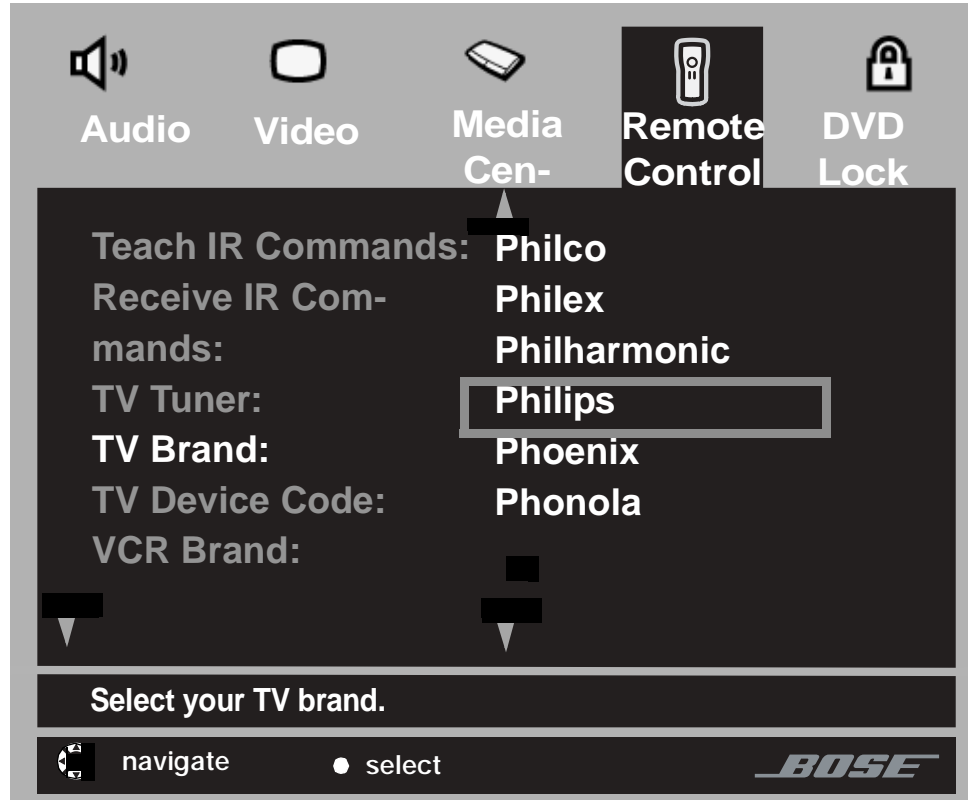 Audio Video Media Remote DVD
Cen- Control Lock
Teach IR Commands: Philco
Receive IR Com- Philex
mands: Philharmonic
TV Tuner: Philips
TV Brand: Phoenix
TV Device Code: Phonola
VCR Brand:
Select your TV brand.
navigate select BOSE